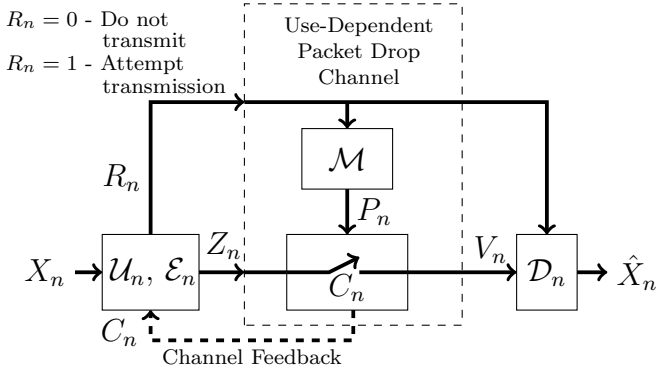 R_n = 0 - Do not
transmit
R_n = 1 - Attempt
transmission
Use-Dependent
Packet Drop
Channel
R_n
ℳ
P_n
X_n
𝒰_n, ℰ_n
Z_n
C_n
V_n
𝒟_n
X̂_n
C_n
Channel Feedback